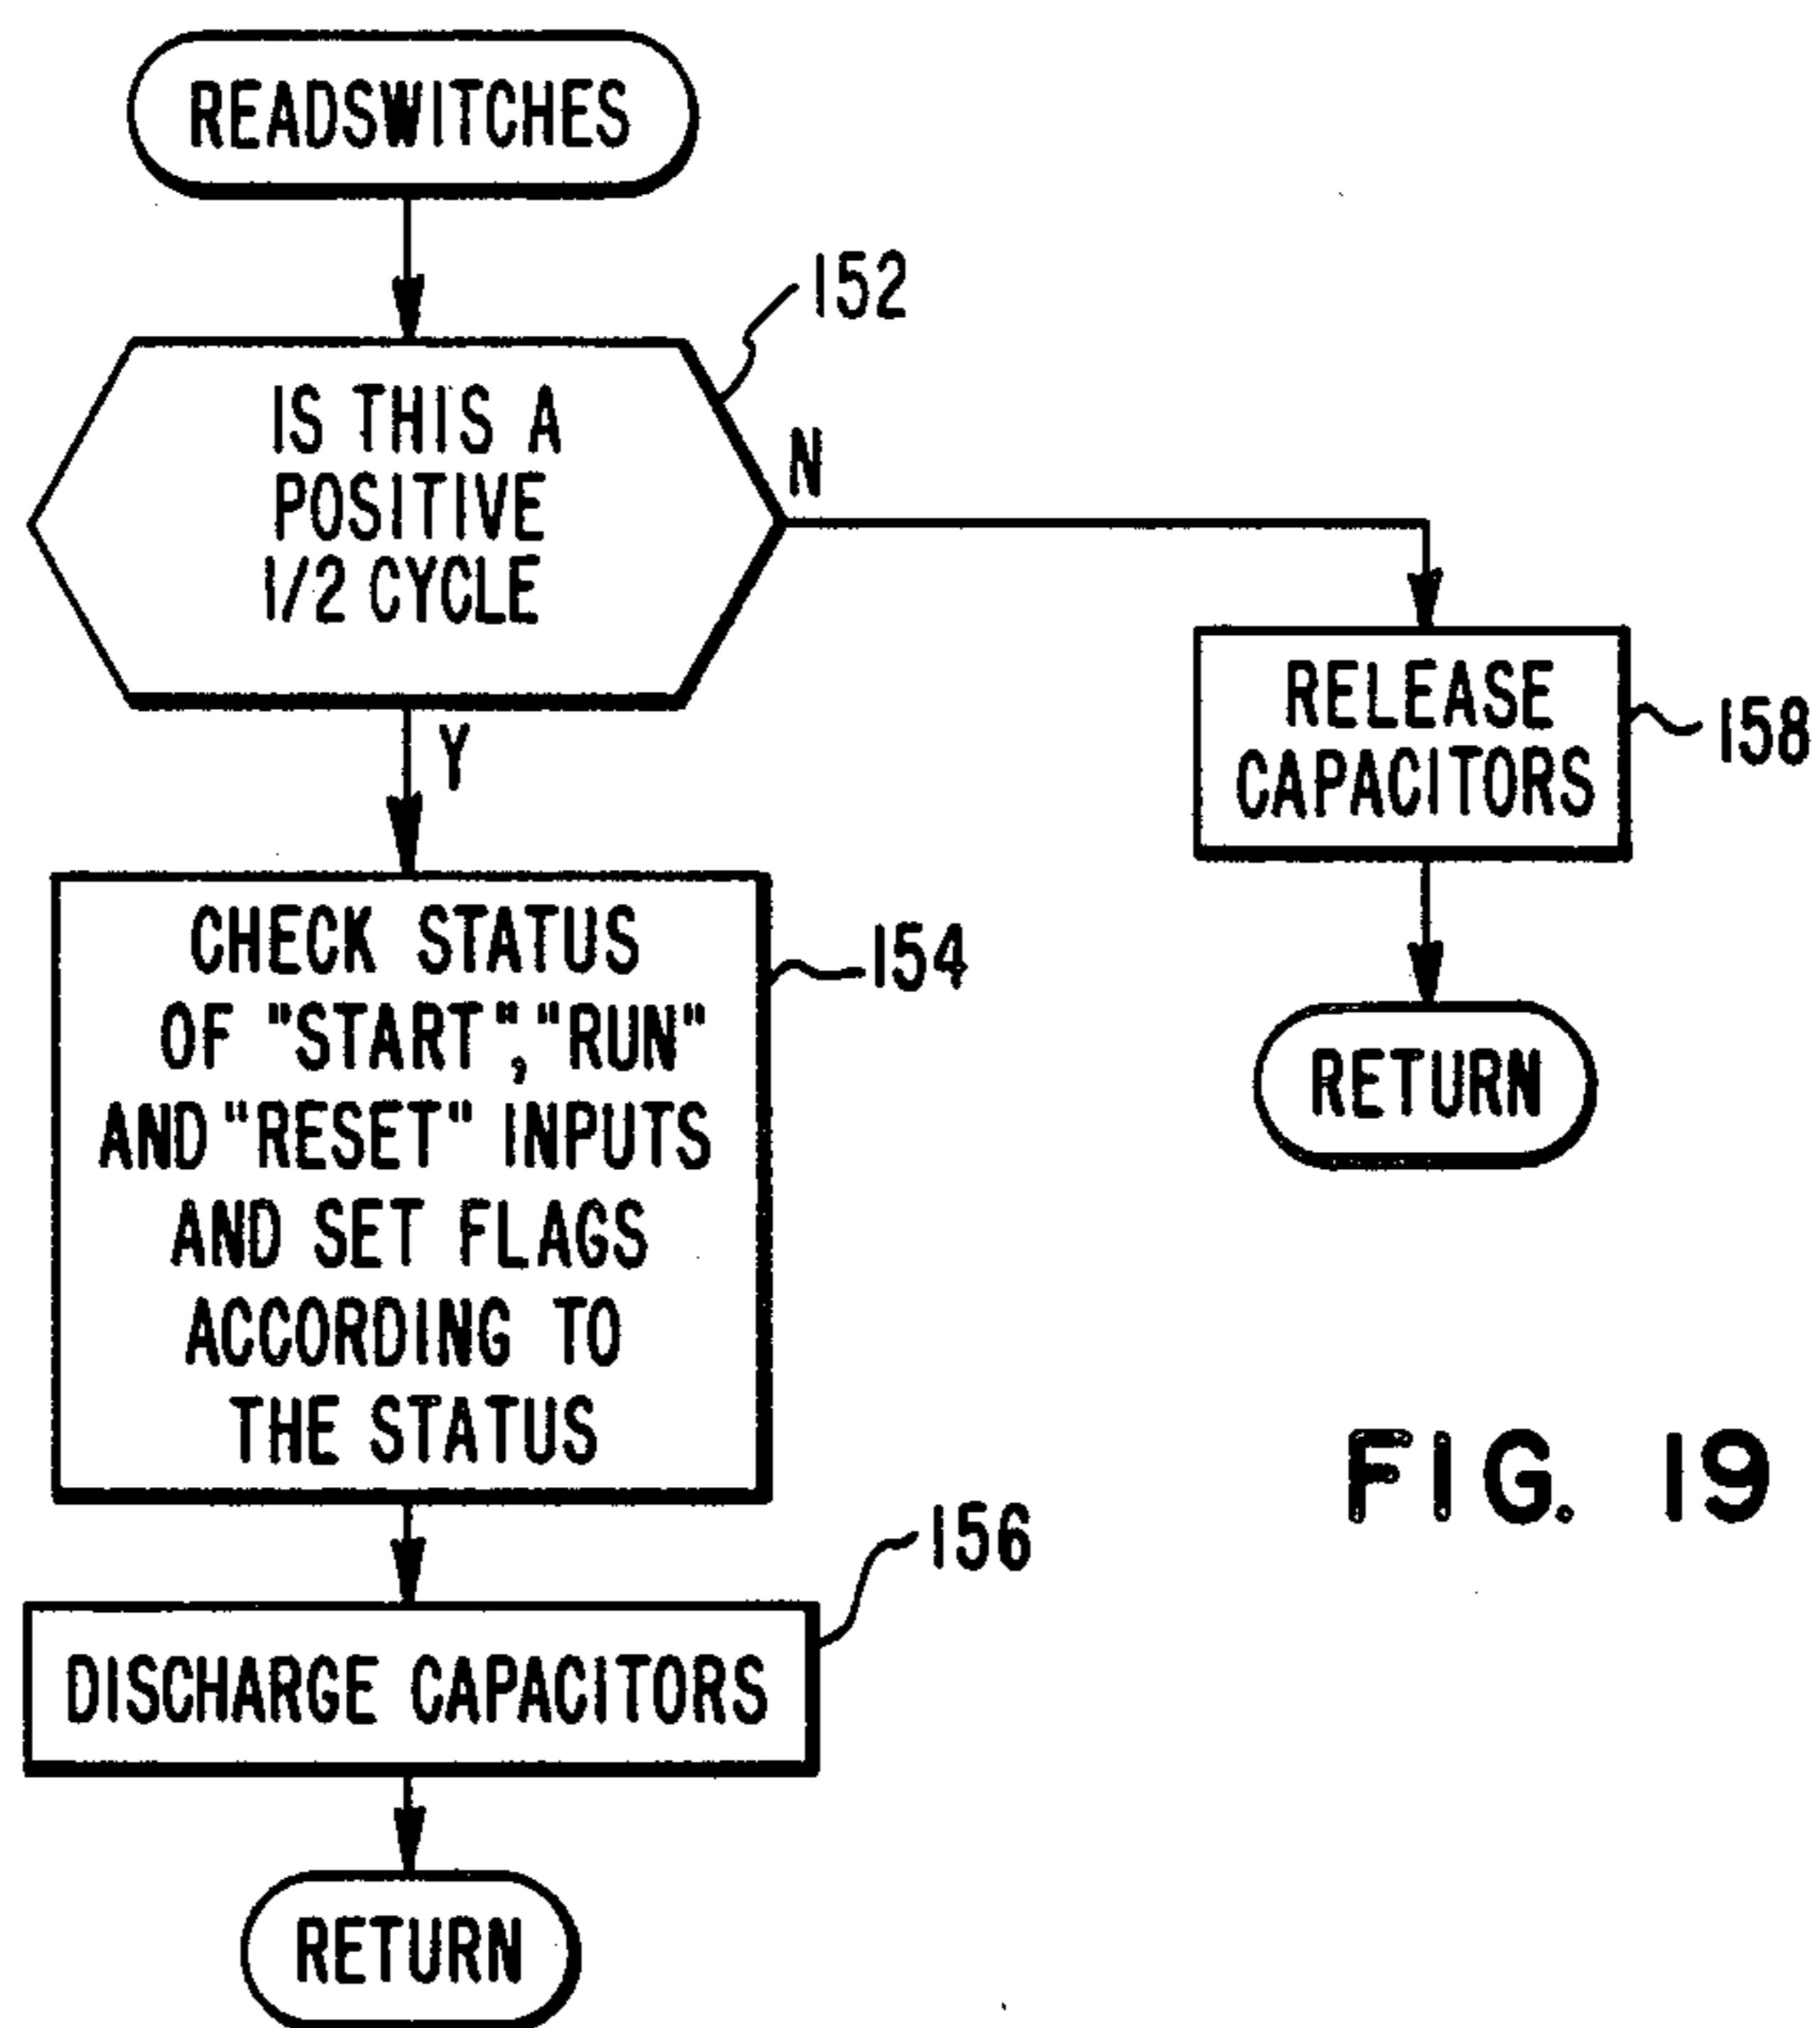 READSWITCHES
152
IS THIS A
POSITIVE
1/2 CYCLE
N
Y
RELEASE
CAPACITORS
158
RETURN
CHECK STATUS
OF "START", "RUN"
AND "RESET" INPUTS
AND SET FLAGS
ACCORDING TO
THE STATUS
154
156
DISCHARGE CAPACITORS
RETURN
FIG. 19